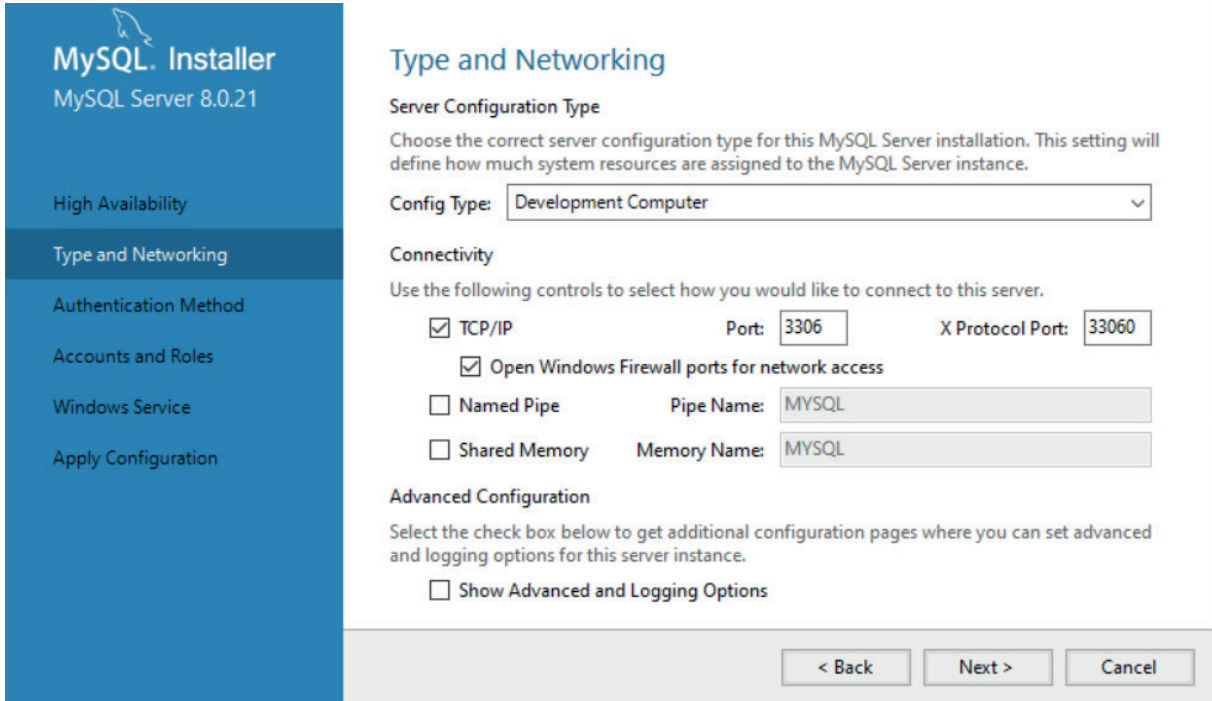 MySQL. Installer
MySQL Server 8.0.21
High Availability
Type and Networking
Authentication Method
Accounts and Roles
Windows Service
Apply Configuration
Type and Networking
Server Configuration Type
Choose the correct server configuration type for this MySQL Server installation. This setting will
define how much system resources are assigned to the MySQL Server instance.
Config Type: Development Computer
Connectivity
Use the following controls to select how you would like to connect to this server.
TCP/IP Port: 3306 X Protocol Port: 33060
Open Windows Firewall ports for network access
Named Pipe Pipe Name: MYSQL
Shared Memory Memory Name: MYSQL
Advanced Configuration
Select the check box below to get additional configuration pages where you can set advanced
and logging options for this server instance.
Show Advanced and Logging Options
< Back Next > Cancel